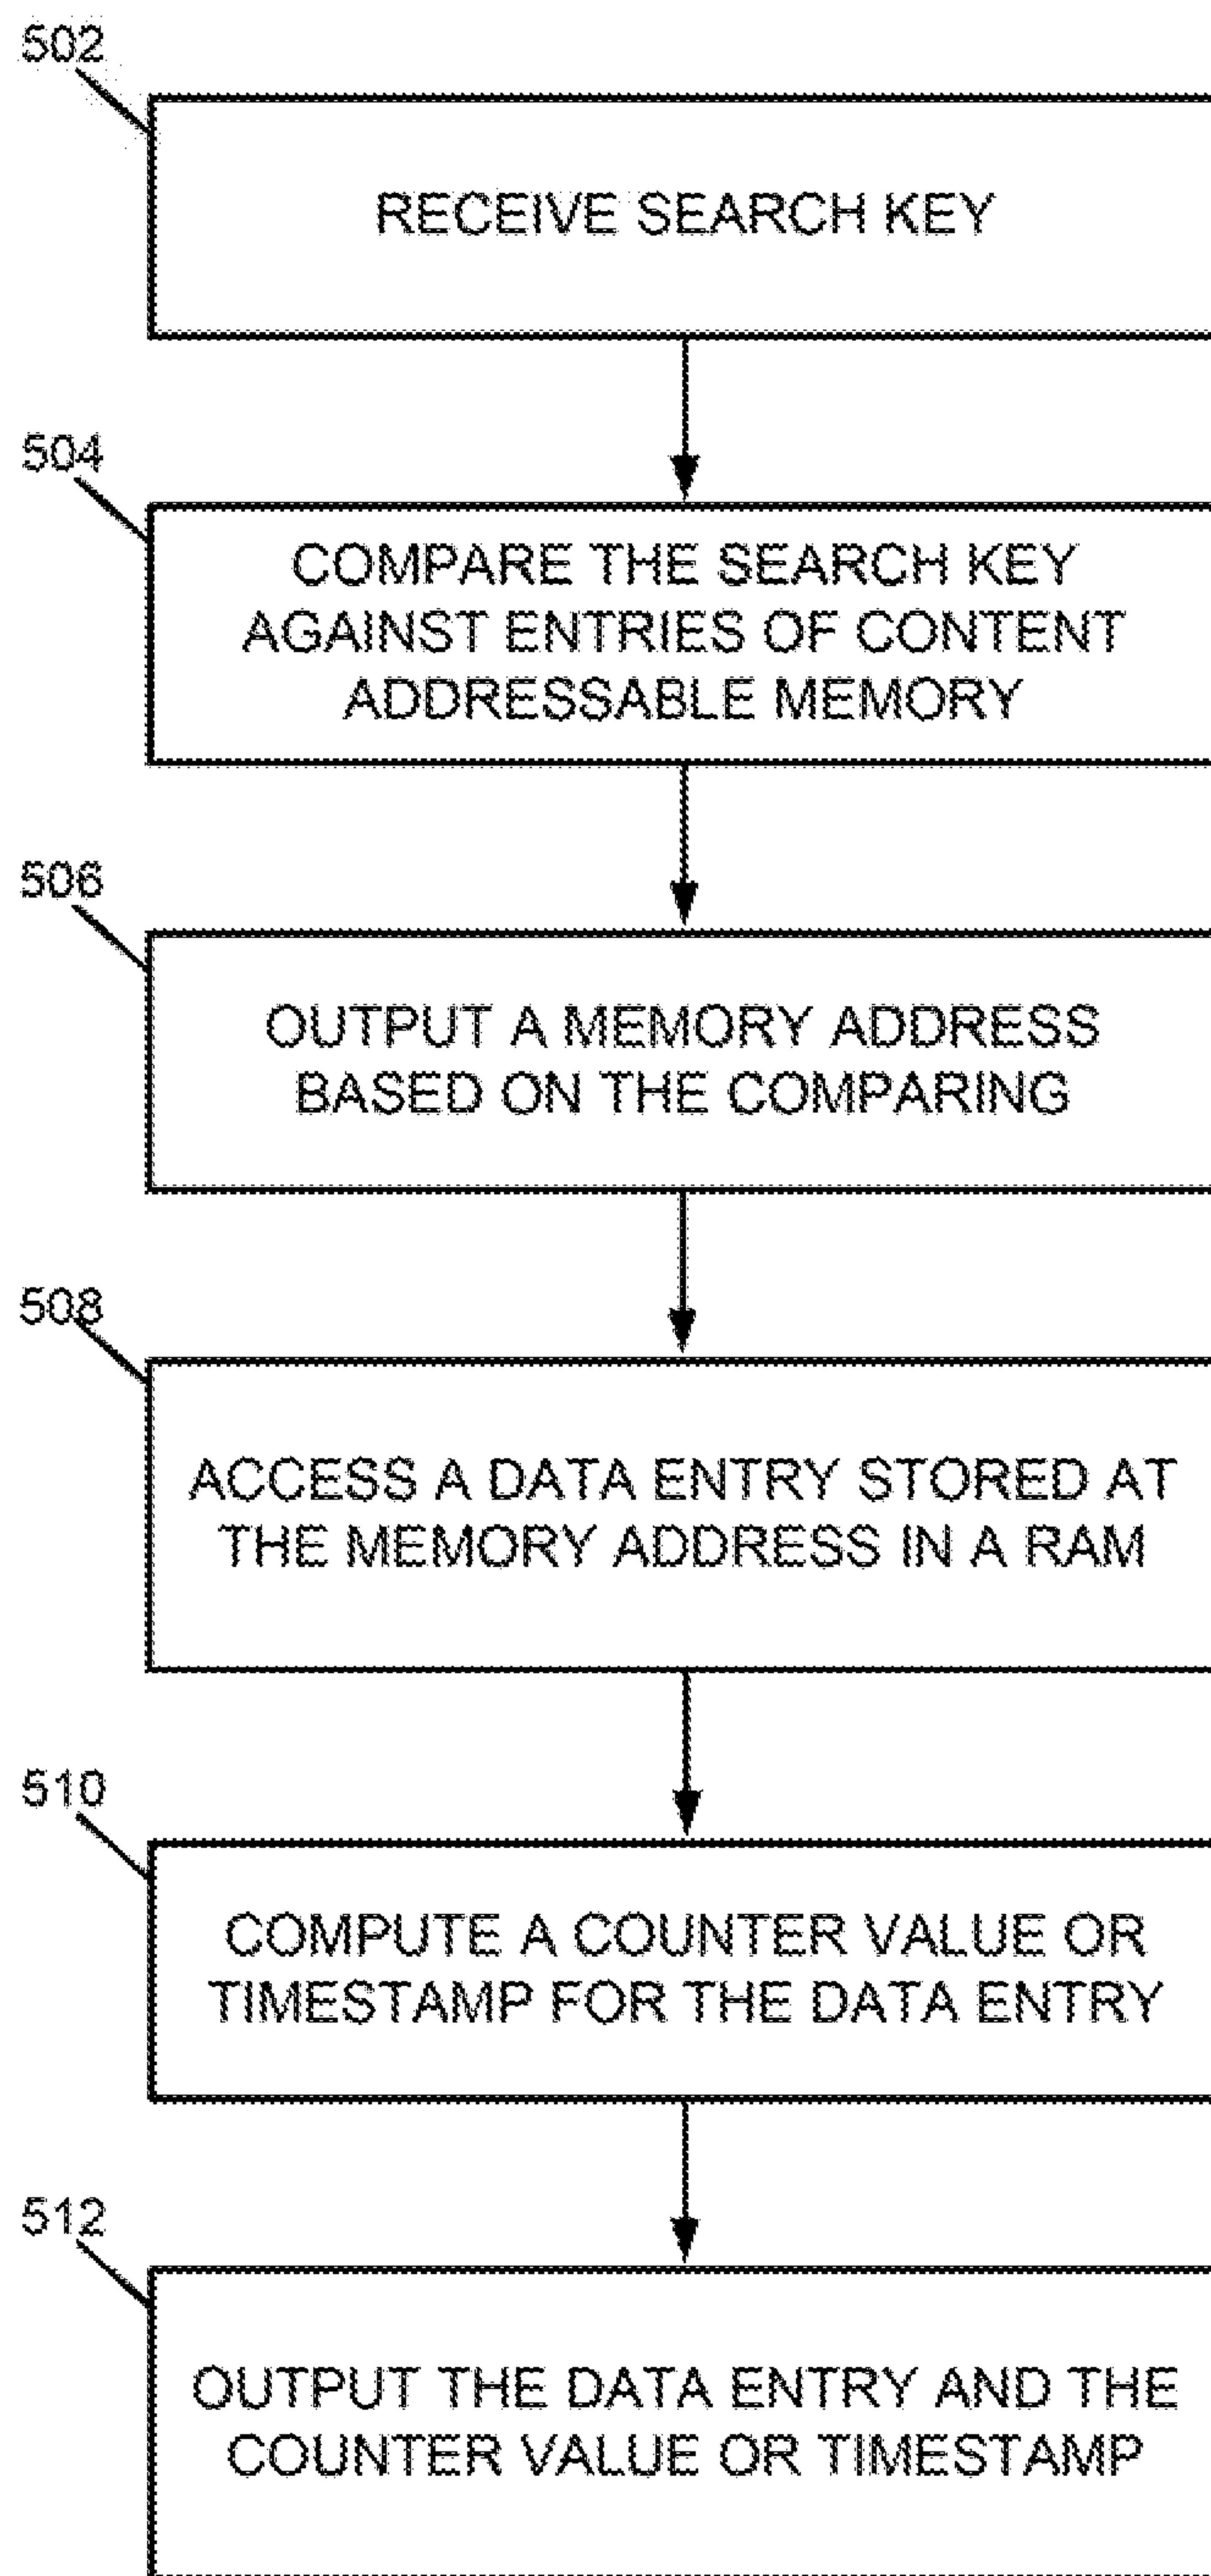 502
RECEIVE SEARCH KEY
504
COMPARE THE SEARCH KEY
AGAINST ENTRIES OF CONTENT
ADDRESSABLE MEMORY
506
OUTPUT A MEMORY ADDRESS
BASED ON THE COMPARING
508
ACCESS A DATA ENTRY STORED AT
THE MEMORY ADDRESS IN A RAM
510
COMPUTE A COUNTER VALUE OR
TIMESTAMP FOR THE DATA ENTRY
512
OUTPUT THE DATA ENTRY AND THE
COUNTER VALUE OR TIMESTAMP